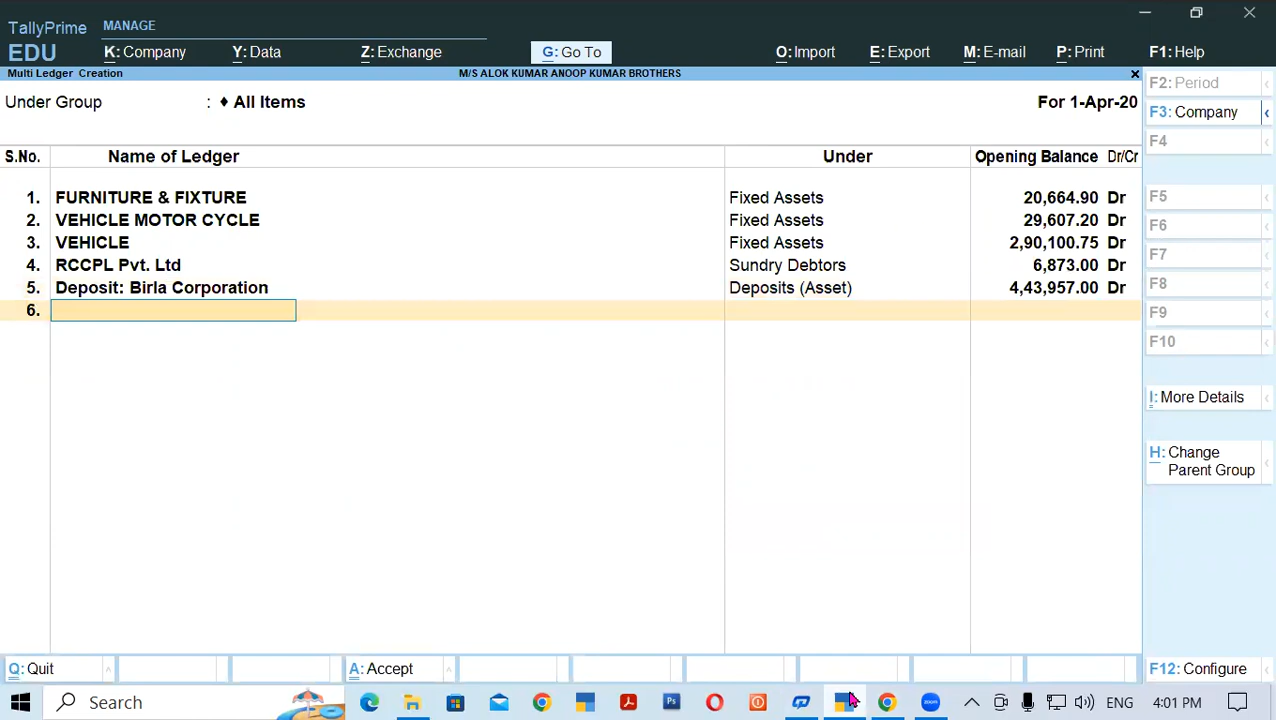 TallyPrime MANAGE
EDU K: Company Y: Data Z: Exchange G: Go To O: Import E: Export M: E-mail P: Print F1: Help
Multi Ledger Creation M/S ALOK KUMAR ANOOP KUMAR BROTHERS
Under Group : ♦ All Items For 1-Apr-20
S.No. Name of Ledger Under Opening Balance Dr/Cr
1. FURNITURE & FIXTURE Fixed Assets 20,664.90 Dr
2. VEHICLE MOTOR CYCLE Fixed Assets 29,607.20 Dr
3. VEHICLE Fixed Assets 2,90,100.75 Dr
4. RCCPL Pvt. Ltd Sundry Debtors 6,873.00 Dr
5. Deposit: Birla Corporation Deposits (Asset) 4,43,957.00 Dr
6.
F2: Period
F3: Company
F4
F5
F6
F7
F8
F9
F10
I: More Details
H: Change
Parent Group
Q: Quit A: Accept F12: Configure
Search Ps zoom ENG 4:01 PM